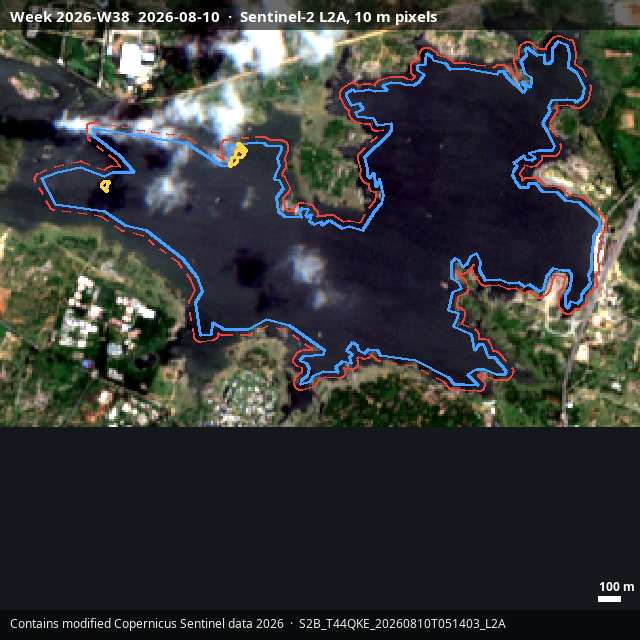 Week 2026-W38  2026-08-10  ·  Sentinel-2 L2A, 10 m pixels
100 m
Contains modified Copernicus Sentinel data 2026  ·  S2B_T44QKE_20260810T051403_L2A